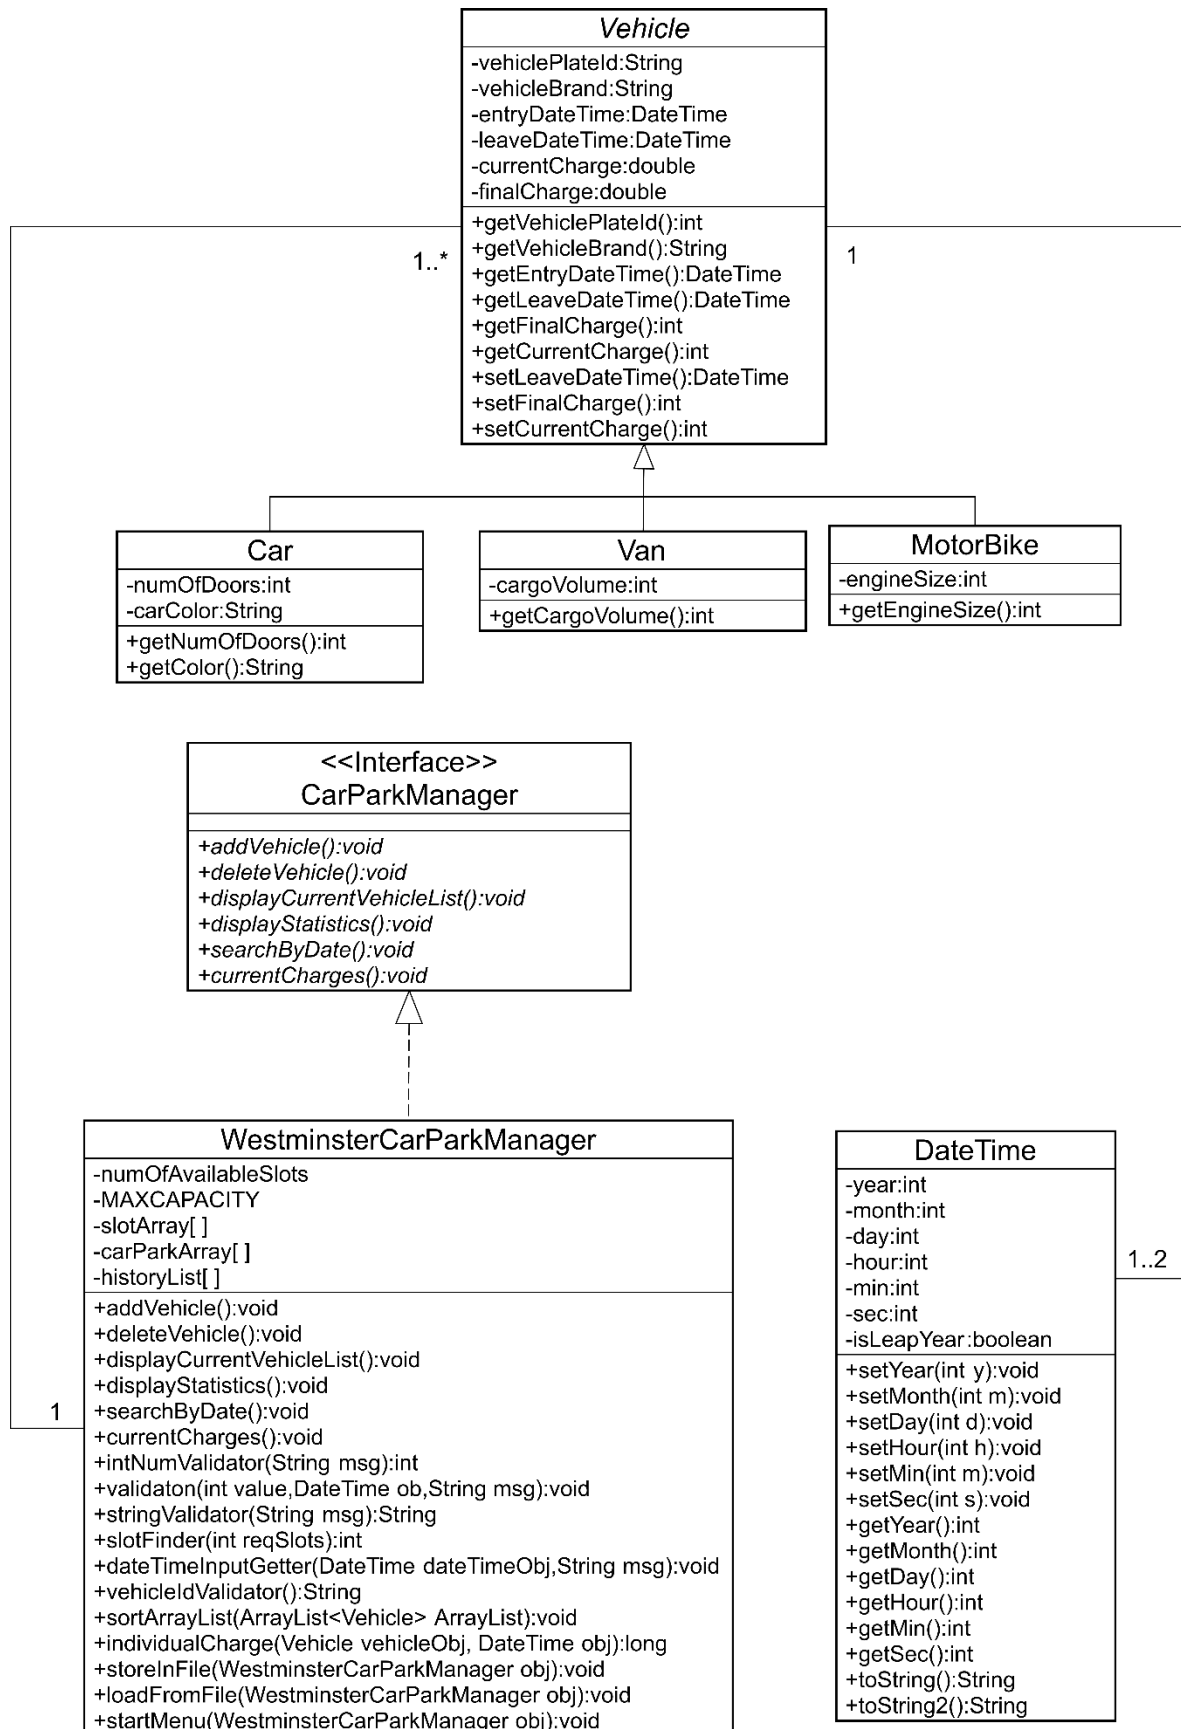 Vehicle
-vehiclePlateId:String
-vehicleBrand:String
-entryDateTime:DateTime
-leaveDateTime:DateTime
-currentCharge:double
-finalCharge:double
+getVehiclePlateId():int
+getVehicleBrand():String
+getEntryDateTime():DateTime
+getLeaveDateTime():DateTime
+getFinalCharge():int
+getCurrentCharge():int
+setLeaveDateTime():DateTime
+setFinalCharge():int
+setCurrentCharge():int
1..*
1
Car
-numOfDoors:int
-carColor:String
+getNumOfDoors():int
+getColor():String
Van
-cargoVolume:int
+getCargoVolume():int
MotorBike
-engineSize:int
+getEngineSize():int
<<Interface>>
CarParkManager
+addVehicle():void
+deleteVehicle():void
+displayCurrentVehicleList():void
+displayStatistics():void
+searchByDate():void
+currentCharges():void
WestminsterCarParkManager
-numOfAvailableSlots
-MAXCAPACITY
-slotArray[ ]
-carParkArray[ ]
-historyList[ ]
+addVehicle():void
+deleteVehicle():void
+displayCurrentVehicleList():void
+displayStatistics():void
+searchByDate():void
+currentCharges():void
+intNumValidator(String msg):int
+validaton(int value,DateTime ob,String msg):void
+stringValidator(String msg):String
+slotFinder(int reqSlots):int
+dateTimeInputGetter(DateTime dateTimeObj,String msg):void
+vehicleIdValidator():String
+sortArrayList(ArrayList<Vehicle> ArrayList):void
+individualCharge(Vehicle vehicleObj, DateTime obj):long
+storeInFile(WestminsterCarParkManager obj):void
+loadFromFile(WestminsterCarParkManager obj):void
+startMenu(WestminsterCarParkManager obj):void
1
DateTime
-year:int
-month:int
-day:int
-hour:int
-min:int
-sec:int
-isLeapYear:boolean
+setYear(int y):void
+setMonth(int m):void
+setDay(int d):void
+setHour(int h):void
+setMin(int m):void
+setSec(int s):void
+getYear():int
+getMonth():int
+getDay():int
+getHour():int
+getMin():int
+getSec():int
+toString():String
+toString2():String
1..2